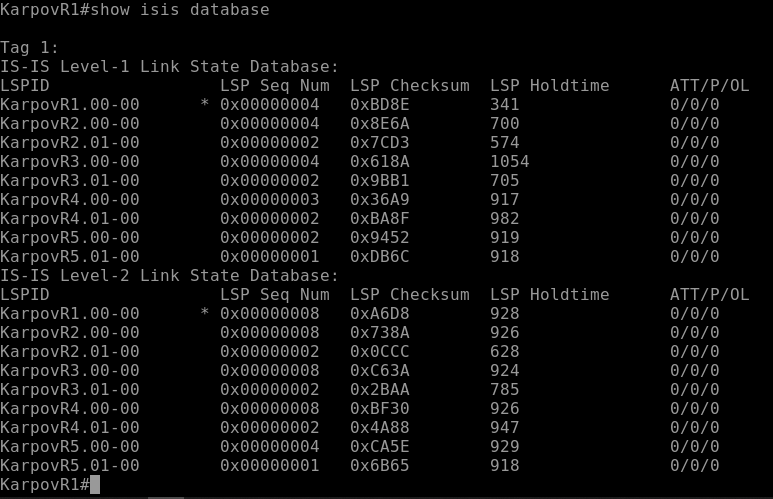 KarpovR1#show isis database
Tag 1:
IS-IS Level-1 Link State Database:
LSPID                 LSP Seq Num  LSP Checksum  LSP Holdtime      ATT/P/OL
KarpovR1.00-00      * 0x00000004   0xBD8E        341               0/0/0
KarpovR2.00-00        0x00000004   0x8E6A        700               0/0/0
KarpovR2.01-00        0x00000002   0x7CD3        574               0/0/0
KarpovR3.00-00        0x00000004   0x618A        1054              0/0/0
KarpovR3.01-00        0x00000002   0x9BB1        705               0/0/0
KarpovR4.00-00        0x00000003   0x36A9        917               0/0/0
KarpovR4.01-00        0x00000002   0xBA8F        982               0/0/0
KarpovR5.00-00        0x00000002   0x9452        919               0/0/0
KarpovR5.01-00        0x00000001   0xDB6C        918               0/0/0
IS-IS Level-2 Link State Database:
LSPID                 LSP Seq Num  LSP Checksum  LSP Holdtime      ATT/P/OL
KarpovR1.00-00      * 0x00000008   0xA6D8        928               0/0/0
KarpovR2.00-00        0x00000008   0x738A        926               0/0/0
KarpovR2.01-00        0x00000002   0x0CCC        628               0/0/0
KarpovR3.00-00        0x00000008   0xC63A        924               0/0/0
KarpovR3.01-00        0x00000002   0x2BAA        785               0/0/0
KarpovR4.00-00        0x00000008   0xBF30        926               0/0/0
KarpovR4.01-00        0x00000002   0x4A88        947               0/0/0
KarpovR5.00-00        0x00000004   0xCA5E        929               0/0/0
KarpovR5.01-00        0x00000001   0x6B65        918               0/0/0
KarpovR1#